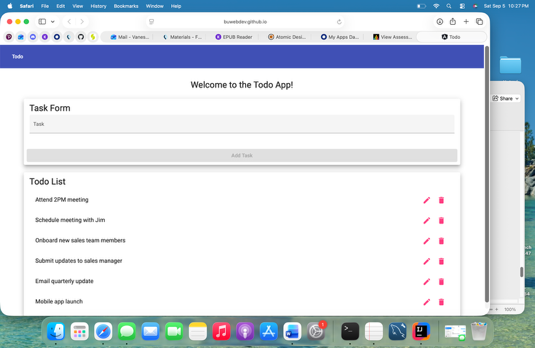 Safari File Edit View History Bookmarks Window Help
Sat Sep 6 10:27 PM
buwebdev.github.io
Mail - Vanes...
Materials - F...
EPUB Reader
Atomic Desi...
My Apps Da...
View Assess...
Todo
Todo
Share
Welcome to the Todo App!
Task Form
Task
Add Task
Todo List
Attend 2PM meeting
Schedule meeting with Jim
Onboard new sales team members
Submit updates to sales manager
Email quarterly update
Mobile app launch
100%